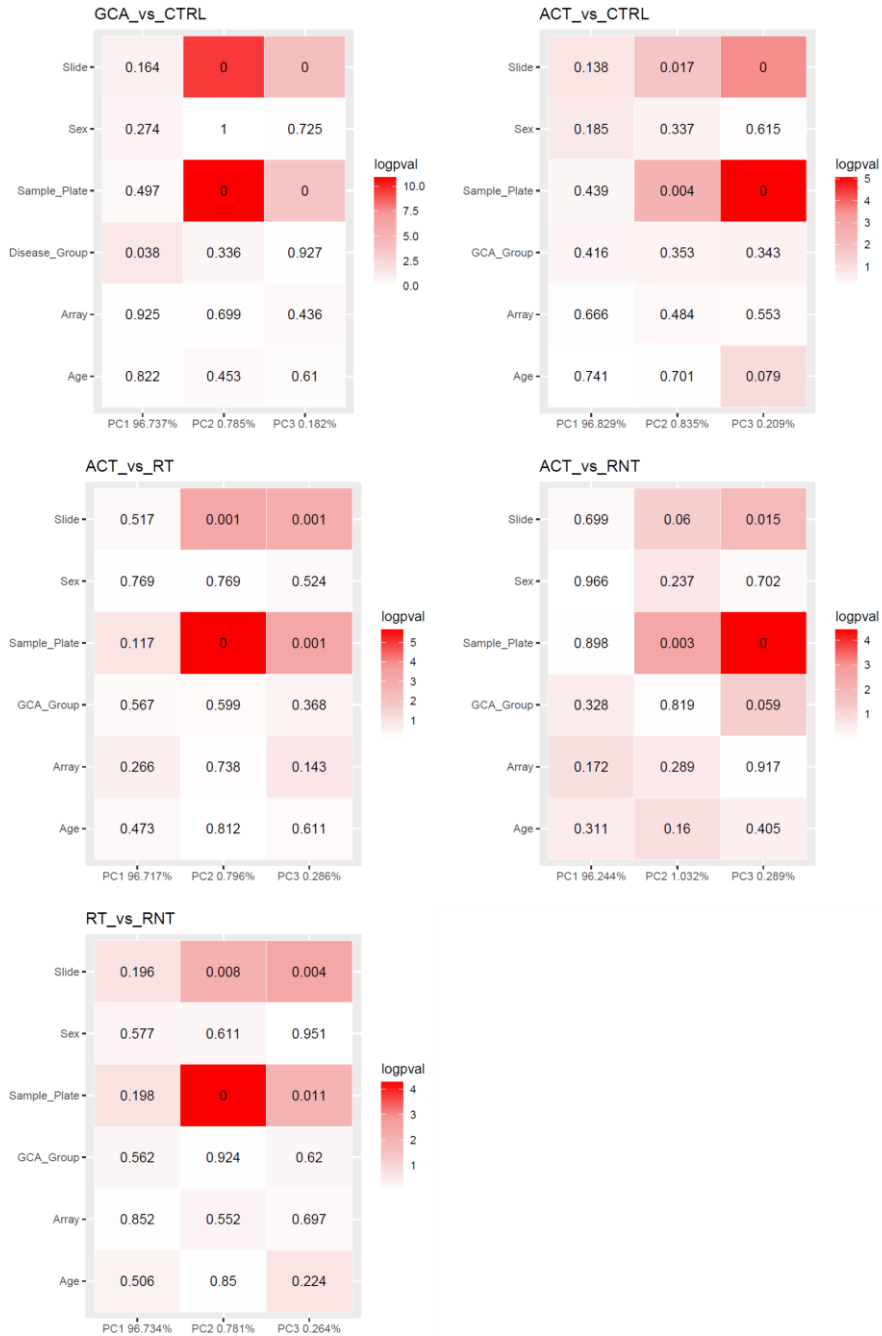 GCA_vs_CTRL
Slide 0.164 0 0
Sex 0.274 1 0.725
Sample_Plate 0.497 0 0
Disease_Group 0.038 0.336 0.927
Array 0.925 0.699 0.436
Age 0.822 0.453 0.61
PC1 96.737% PC2 0.785% PC3 0.182%
logpval
10.0
7.5
5.0
2.5
0.0
ACT_vs_CTRL
Slide 0.138 0.017 0
Sex 0.185 0.337 0.615
Sample_Plate 0.439 0.004 0
GCA_Group 0.416 0.353 0.343
Array 0.666 0.484 0.553
Age 0.741 0.701 0.079
PC1 96.829% PC2 0.835% PC3 0.209%
logpval
5
4
3
2
1
ACT_vs_RT
Slide 0.517 0.001 0.001
Sex 0.769 0.769 0.524
Sample_Plate 0.117 0 0.001
GCA_Group 0.567 0.599 0.368
Array 0.266 0.738 0.143
Age 0.473 0.812 0.611
PC1 96.717% PC2 0.796% PC3 0.286%
logpval
5
4
3
2
1
ACT_vs_RNT
Slide 0.699 0.06 0.015
Sex 0.966 0.237 0.702
Sample_Plate 0.898 0.003 0
GCA_Group 0.328 0.819 0.059
Array 0.172 0.289 0.917
Age 0.311 0.16 0.405
PC1 96.244% PC2 1.032% PC3 0.289%
logpval
4
3
2
1
RT_vs_RNT
Slide 0.196 0.008 0.004
Sex 0.577 0.611 0.951
Sample_Plate 0.198 0 0.011
GCA_Group 0.562 0.924 0.62
Array 0.852 0.552 0.697
Age 0.506 0.85 0.224
PC1 96.734% PC2 0.781% PC3 0.264%
logpval
4
3
2
1